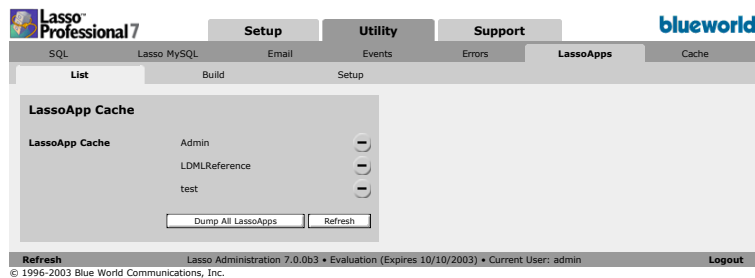 Lasso™
Professional 7
Setup Utility Support
blueworld
SQL Lasso MySQL Email Events Errors LassoApps Cache
List Build Setup
LassoApp Cache
LassoApp Cache Admin
LDMLReference
test
Dump All LassoApps Refresh
Refresh Lasso Administration 7.0.0b3 • Evaluation (Expires 10/10/2003) • Current User: admin Logout
© 1996-2003 Blue World Communications, Inc.